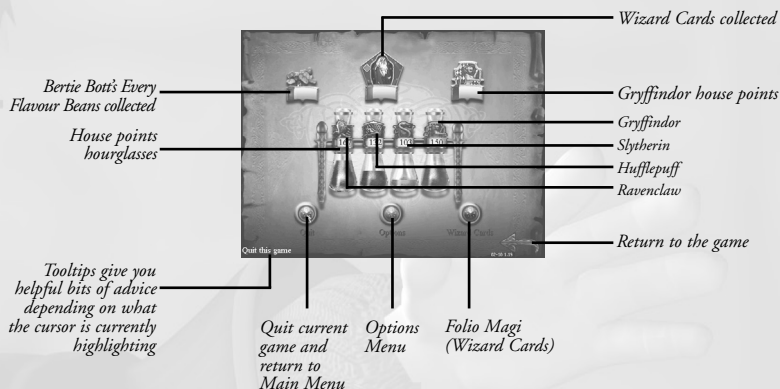 Wizard Cards collected
Bertie Bott's Every
Flavour Beans collected
Gryffindor house points
House points
hourglasses
Gryffindor
Slytherin
Hufflepuff
Ravenclaw
Quit
Options
Wizard Cards
Quit this game
Return to the game
Tooltips give you
helpful bits of advice
depending on what
the cursor is currently
highlighting
Quit current
game and
return to
Main Menu
Options
Menu
Folio Magi
(Wizard Cards)